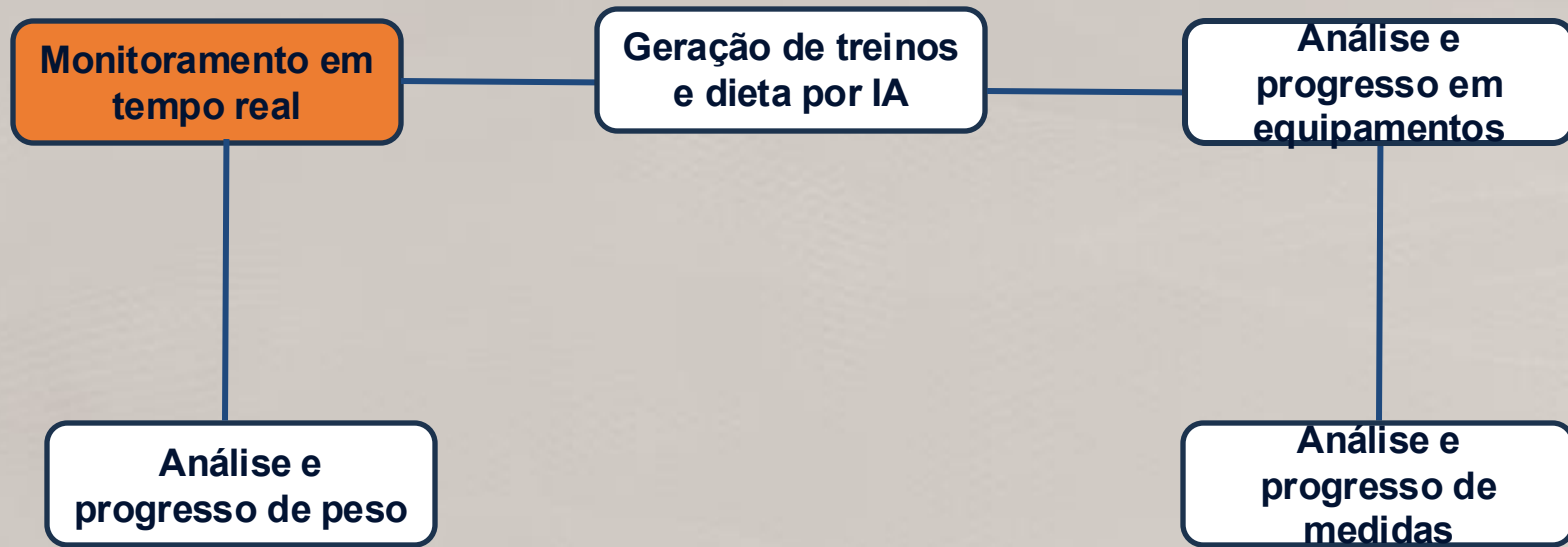 Monitoramento em
tempo real
Geração de treinos
e dieta por IA
Análise e
progresso em
equipamentos
Análise e
progresso de peso
Análise e
progresso de
medidas